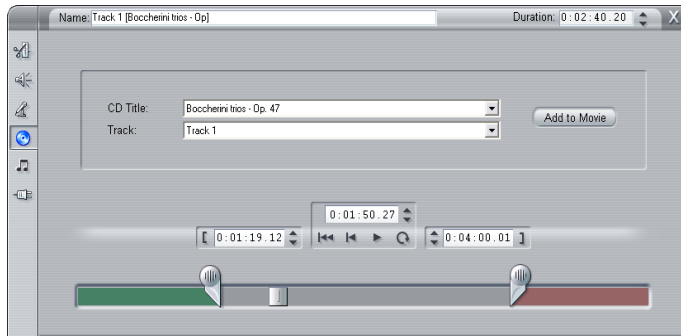 Name: Track 1 [Boccherini trios - Op] Duration: 0:02:40.20 X
CD Title: Boccherini trios - Op. 47
Add to Movie
Track: Track 1
0:01:50.27
[ 0:01:19.12
0:04:00.01 ]